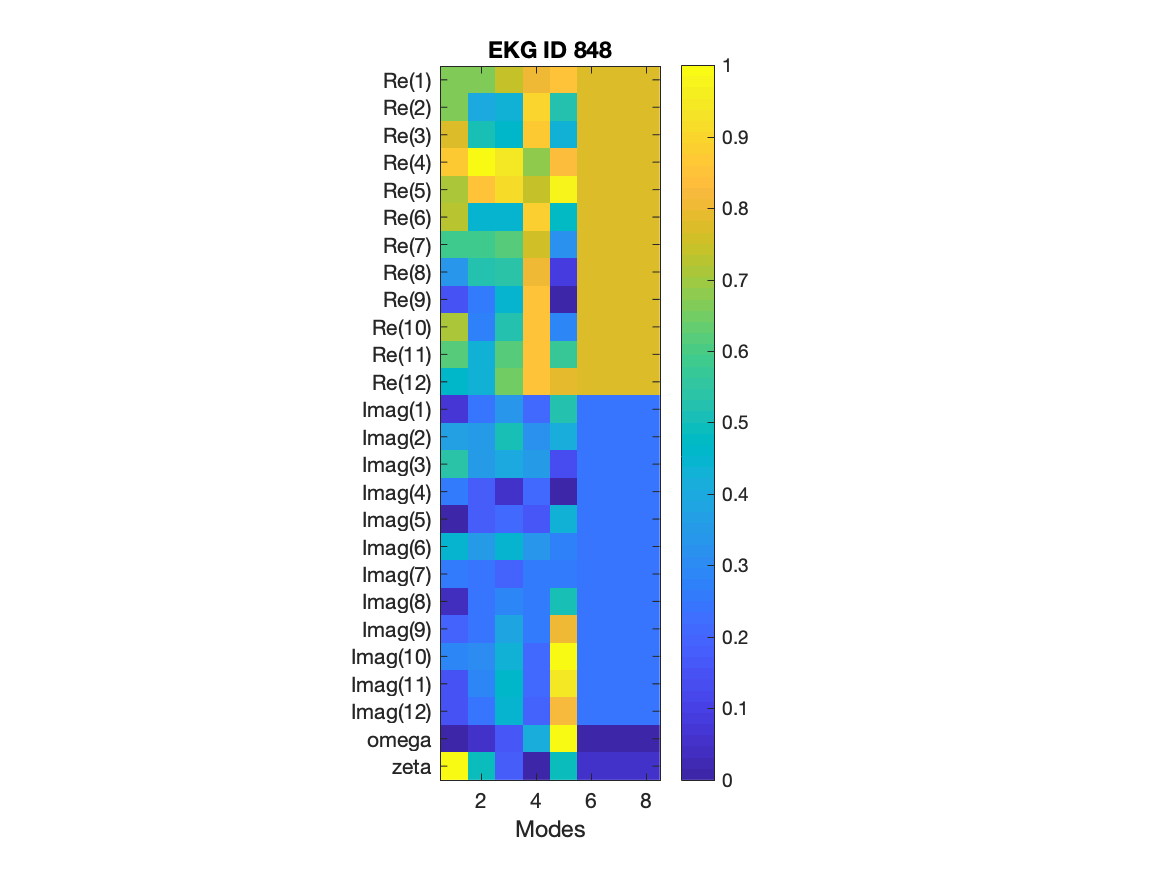 EKG ID 848
Re(1)
Re(2)
Re(3)
Re(4)
Re(5)
Re(6)
Re(7)
Re(8)
Re(9)
Re(10)
Re(11)
Re(12)
Imag(1)
Imag(2)
Imag(3)
Imag(4)
Imag(5)
Imag(6)
Imag(7)
Imag(8)
Imag(9)
Imag(10)
Imag(11)
Imag(12)
omega
zeta
2 4 6 8
Modes
1
0.9
0.8
0.7
0.6
0.5
0.4
0.3
0.2
0.1
0